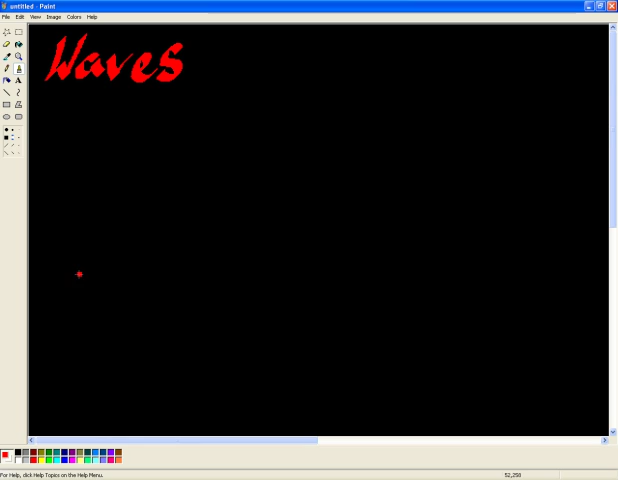 untitled - Paint
File Edit View Image Colors Help
Waves
A
For Help, click Help Topics on the Help Menu.
52,258